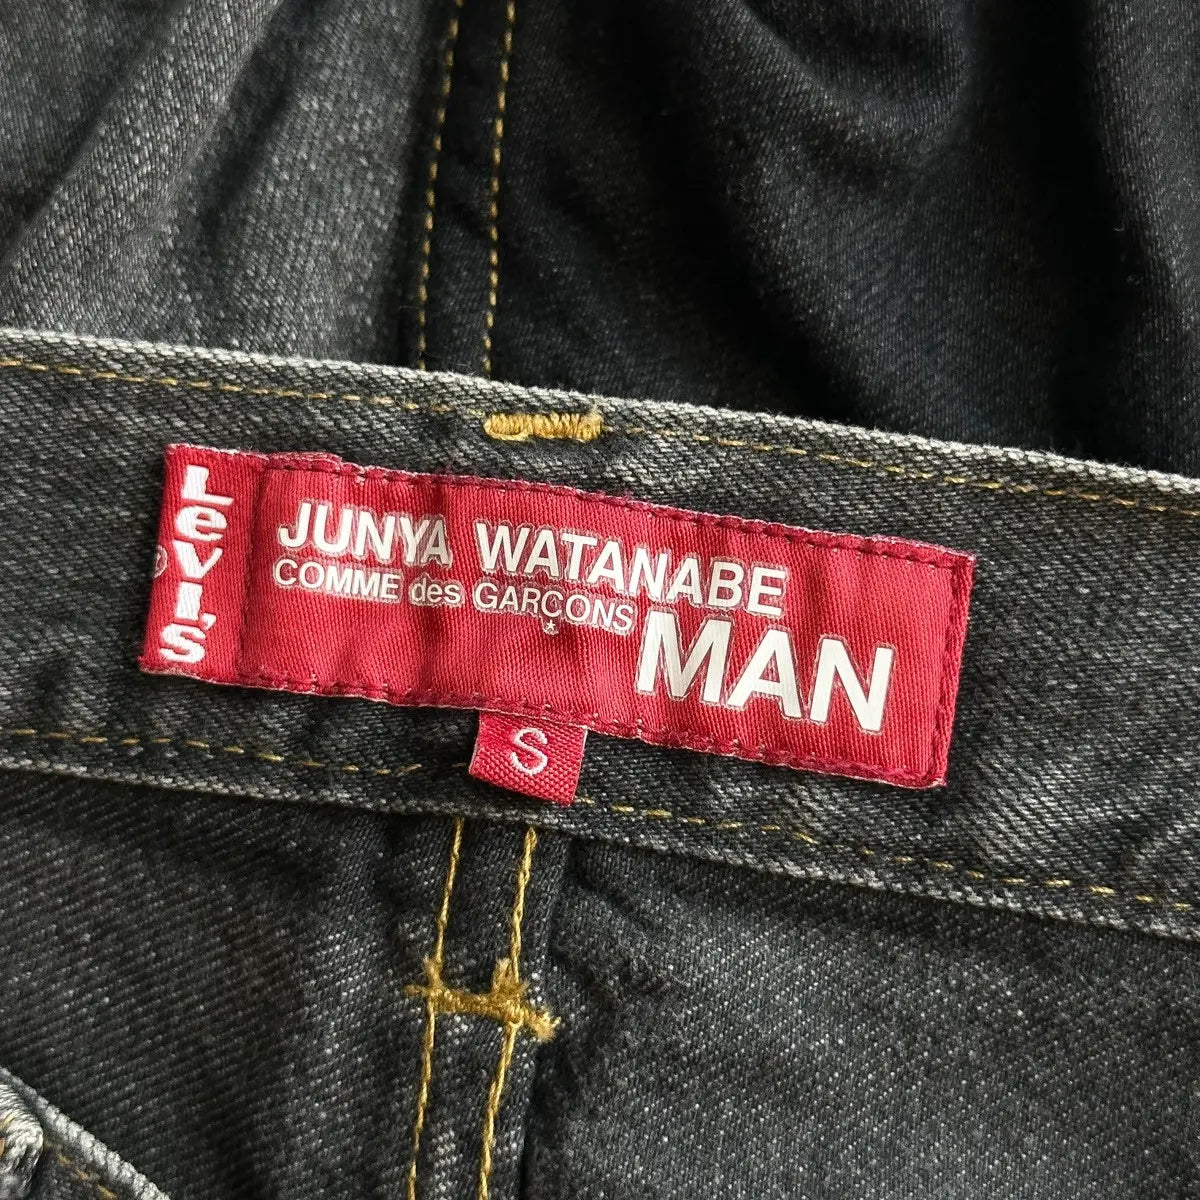 Levi's
®
JUNYA WATANABE
COMME des GARCONS
MAN
S